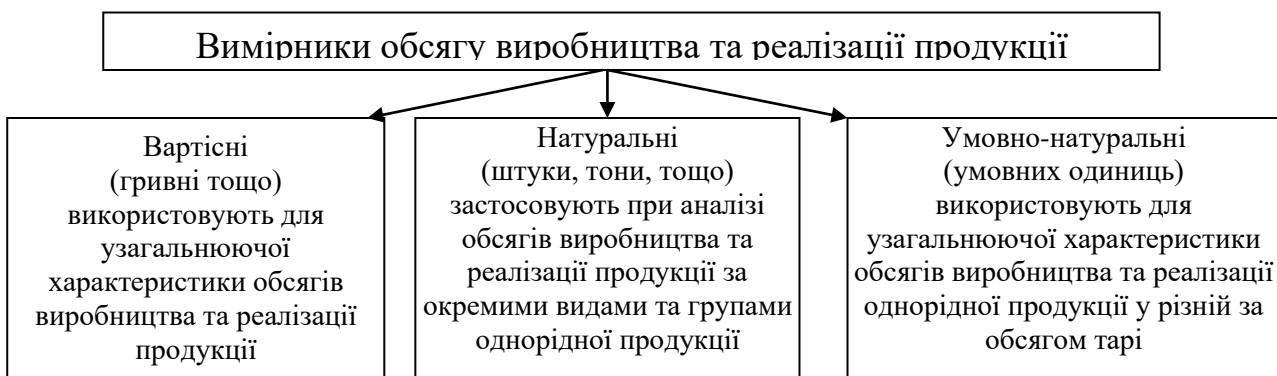 Вимірники обсягу виробництва та реалізації продукції
Вартісні
(гривні тощо)
використовують для
узагальнюючої
характеристики обсягів
виробництва та реалізації
продукції
Натуральні
(штуки, тони, тощо)
застосовують при аналізі
обсягів виробництва та
реалізації продукції за
окремими видами та групами
однорідної продукції
Умовно-натуральні
(умовних одиниць)
використовують для
узагальнюючої характеристики
обсягів виробництва та реалізації
однорідної продукції у різній за
обсягом тарі